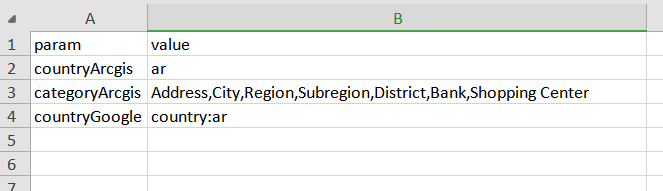 A B
1 param value
2 countryArcgis ar
3 categoryArcgis Address,City,Region,Subregion,District,Bank,Shopping Center
4 countryGoogle country:ar
5
6
7